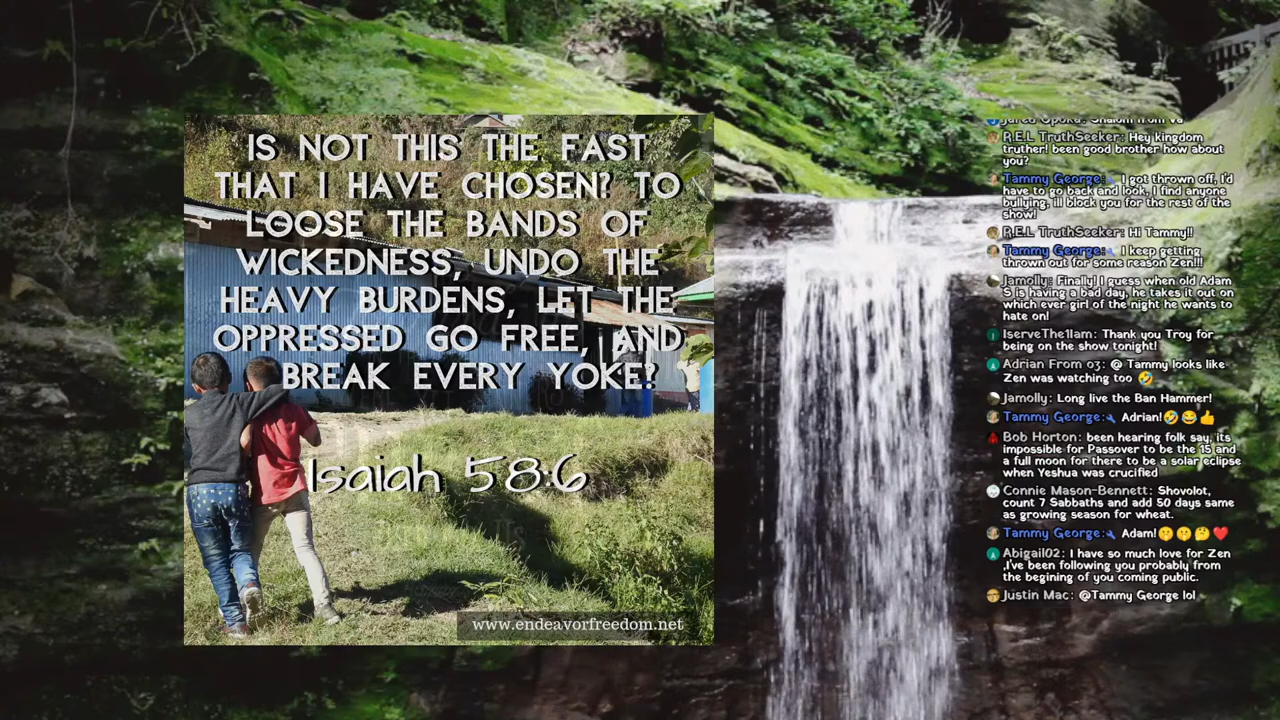 IS NOT THIS THE FAST
THAT I HAVE CHOSEN? TO
LOOSE THE BANDS OF
WICKEDNESS, UNDO THE
HEAVY BURDENS, LET THE
OPPRESSED GO FREE, AND
BREAK EVERY YOKE?
Isaiah 58:6
www.endeavorfreedom.net
Shalom from Va
R.E.L TruthSeeker: Hey kingdom
truther! been good brother how about
you?
Tammy George: I got thrown off, I'd
have to go back and look, I find anyone
bullying, ill block you for the rest of the
show!
R.E.L TruthSeeker: Hi Tammy!!
Tammy George: I keep getting
thrown out for some reason Zen!!!
Jamolly: Finally! I guess when old Adam
S is having a bad day, he takes it out on
which ever girl of the night he wants to
hate on!
IserveThe1Iam: Thank you Troy for
being on the show tonight!
Adrian From oz: @ Tammy looks like
Zen was watching too 🤣
Jamolly: Long live the Ban Hammer!
Tammy George: Adrian!🤣😂👍
Bob Horton: been hearing folk say, its
impossible for Passover to be the 15 and
a full moon for there to be a solar eclipse
when Yeshua was crucified
Connie Mason-Bennett: Shovolot,
count 7 Sabbaths and add 50 days same
as growing season for wheat.
Tammy George: Adam!🤫🤫🤔❤️
Abigail02: I have so much love for Zen
,I've been following you probably from
the begining of you coming public.
Justin Mac: @Tammy George lol